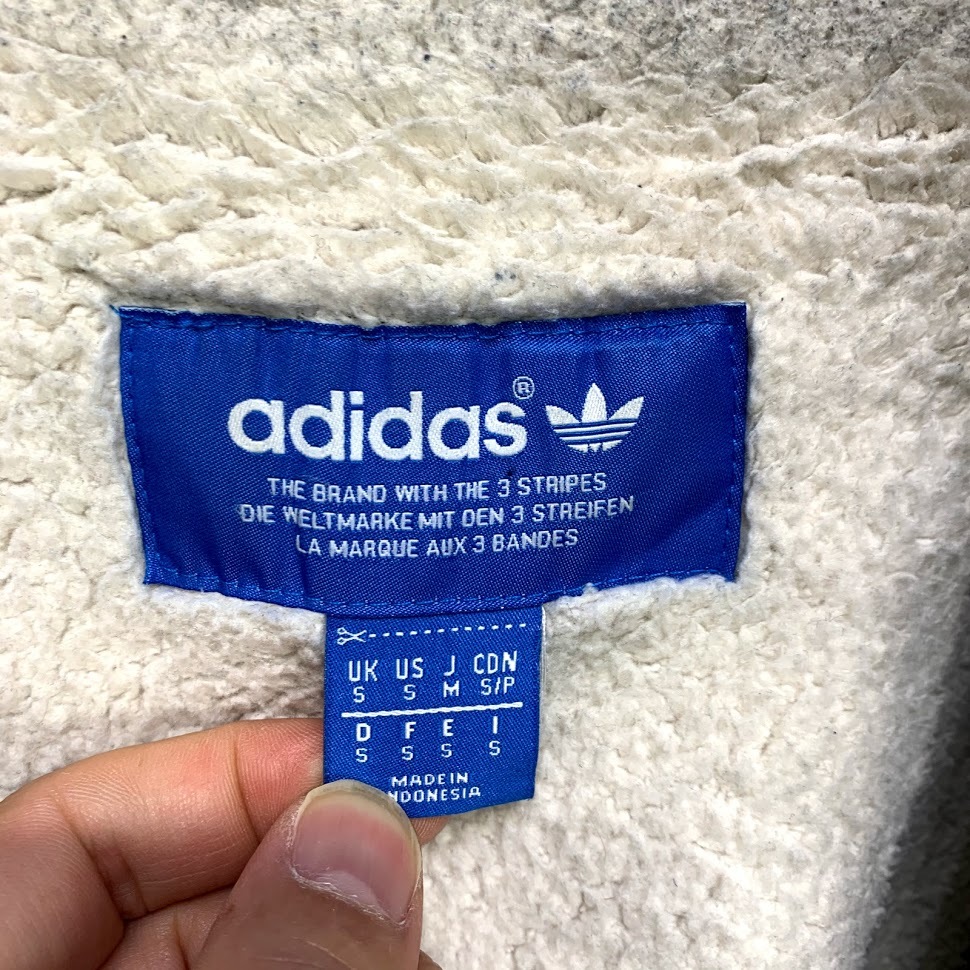 adidas®
THE BRAND WITH THE 3 STRIPES
DIE WELTMARKE MIT DEN 3 STREIFEN
LA MARQUE AUX 3 BANDES
UK US J CDN
S S M S/P
D F E I
S S S S
MADE IN
INDONESIA